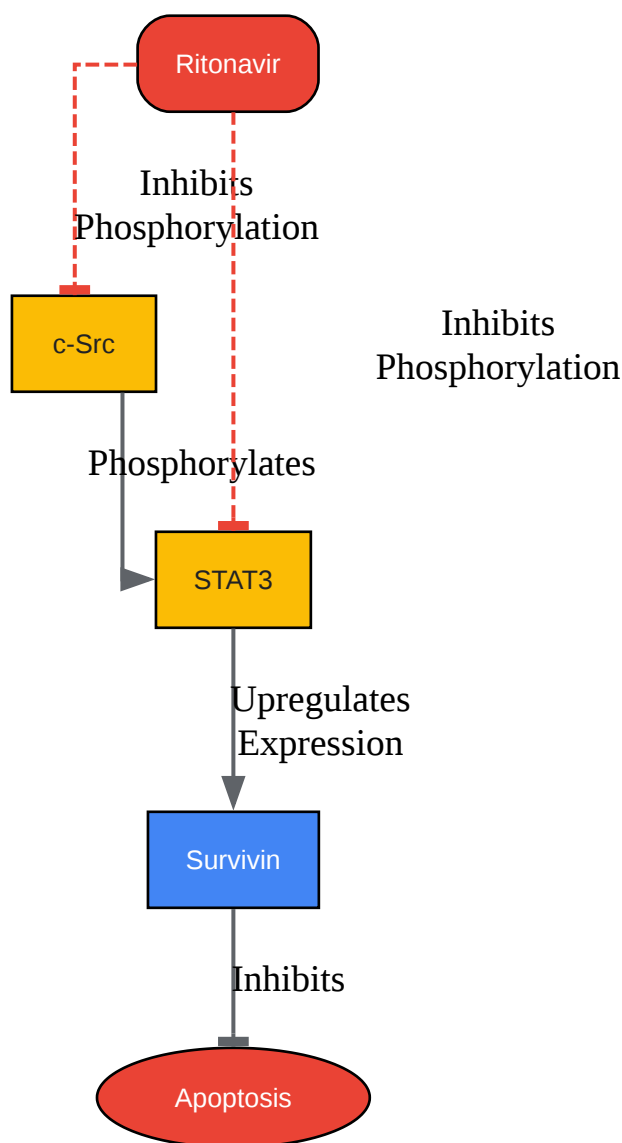 Ritonavir
Inhibits
Phosphorylation
Inhibits
Phosphorylation
c-Src
Phosphorylates
STAT3
Upregulates
Expression
Survivin
Inhibits
Apoptosis